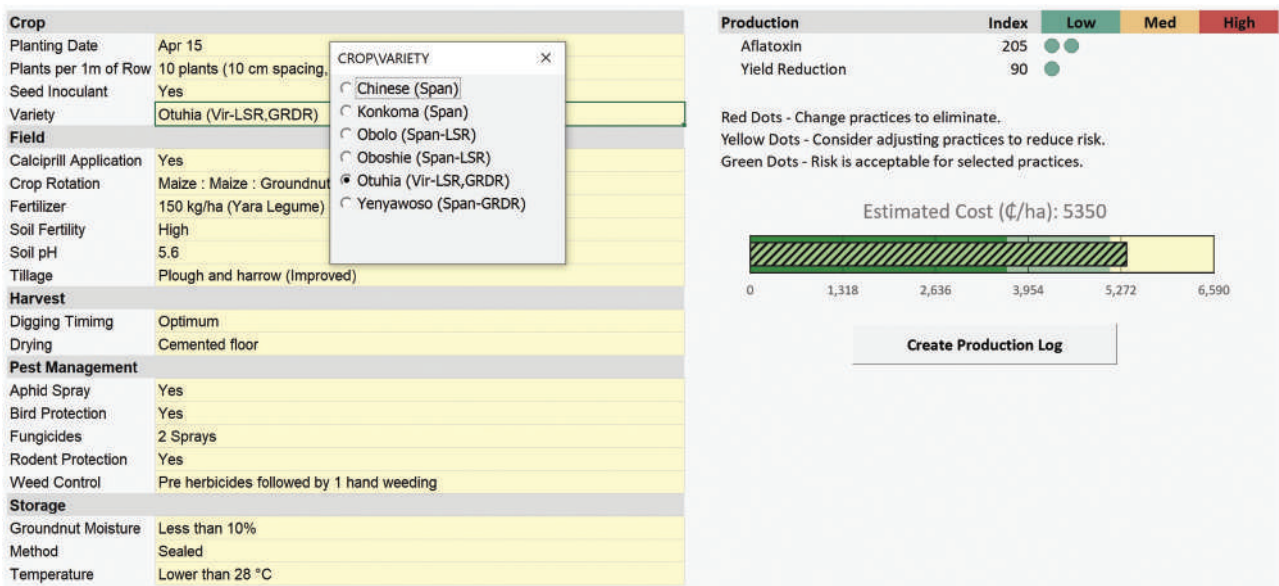 Crop
Planting Date Apr 15
Plants per 1m of Row 10 plants (10 cm spacing,
Seed Inoculant Yes
Variety Otuhia (Vir-LSR,GRDR)
Field
Calciprill Application Yes
Crop Rotation Maize : Maize : Groundnut
Fertilizer 150 kg/ha (Yara Legume)
Soil Fertility High
Soil pH 5.6
Tillage Plough and harrow (Improved)
Harvest
Digging Timimg Optimum
Drying Cemented floor
Pest Management
Aphid Spray Yes
Bird Protection Yes
Fungicides 2 Sprays
Rodent Protection Yes
Weed Control Pre herbicides followed by 1 hand weeding
Storage
Groundnut Moisture Less than 10%
Method Sealed
Temperature Lower than 28 °C
CROP\VARIETY ×
Chinese (Span)
Konkoma (Span)
Obolo (Span-LSR)
Oboshie (Span-LSR)
Otuhia (Vir-LSR,GRDR)
Yenyawoso (Span-GRDR)
Production Index Low Med High
Aflatoxin 205
Yield Reduction 90
Red Dots - Change practices to eliminate.
Yellow Dots - Consider adjusting practices to reduce risk.
Green Dots - Risk is acceptable for selected practices.
Estimated Cost (₵/ha): 5350
0 1,318 2,636 3,954 5,272 6,590
Create Production Log